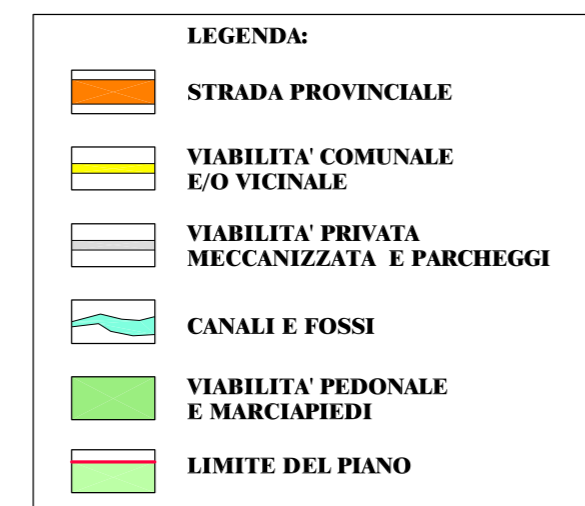 LEGENDA:
STRADA PROVINCIALE
VIABILITA' COMUNALE
E/O VICINALE
VIABILITA' PRIVATA
MECCANIZZATA E PARCHEGGI
CANALI E FOSSI
VIABILITA' PEDONALE
E MARCIAPIEDI
LIMITE DEL PIANO